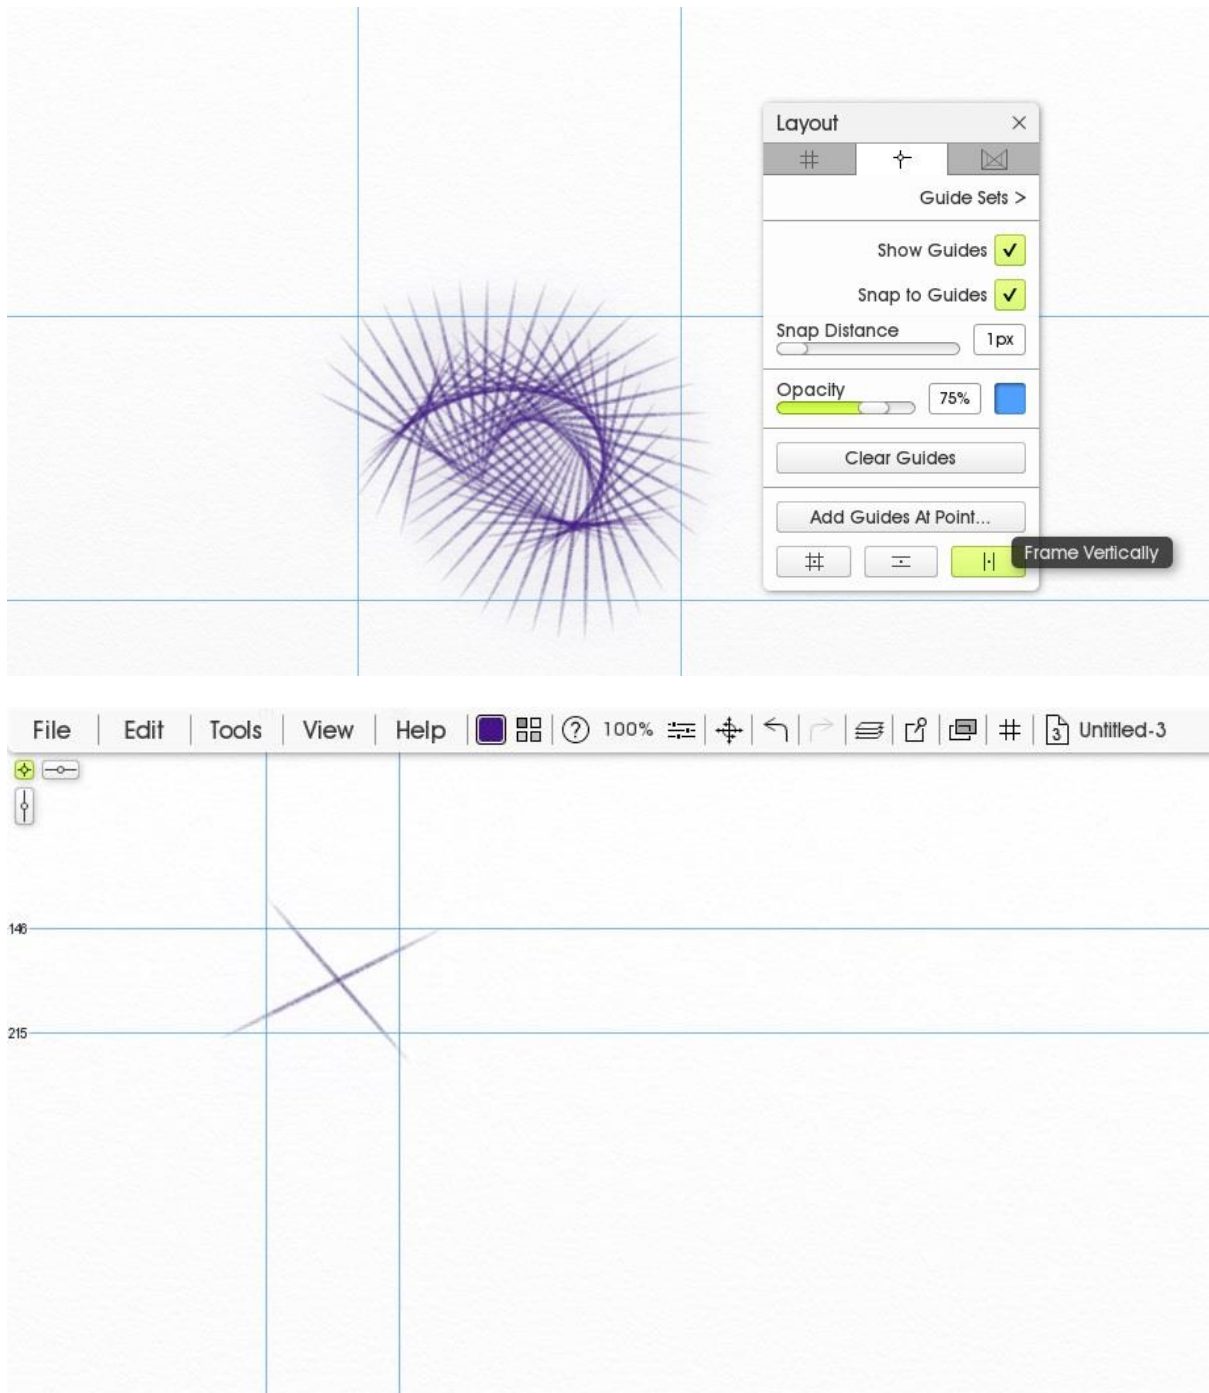 Layout
Guide Sets >
Show Guides
Snap to Guides
Snap Distance
1px
Opacity
75%
Clear Guides
Add Guides At Point...
Frame Vertically
File Edit Tools View Help ? 100% 3 Untitled-3
215